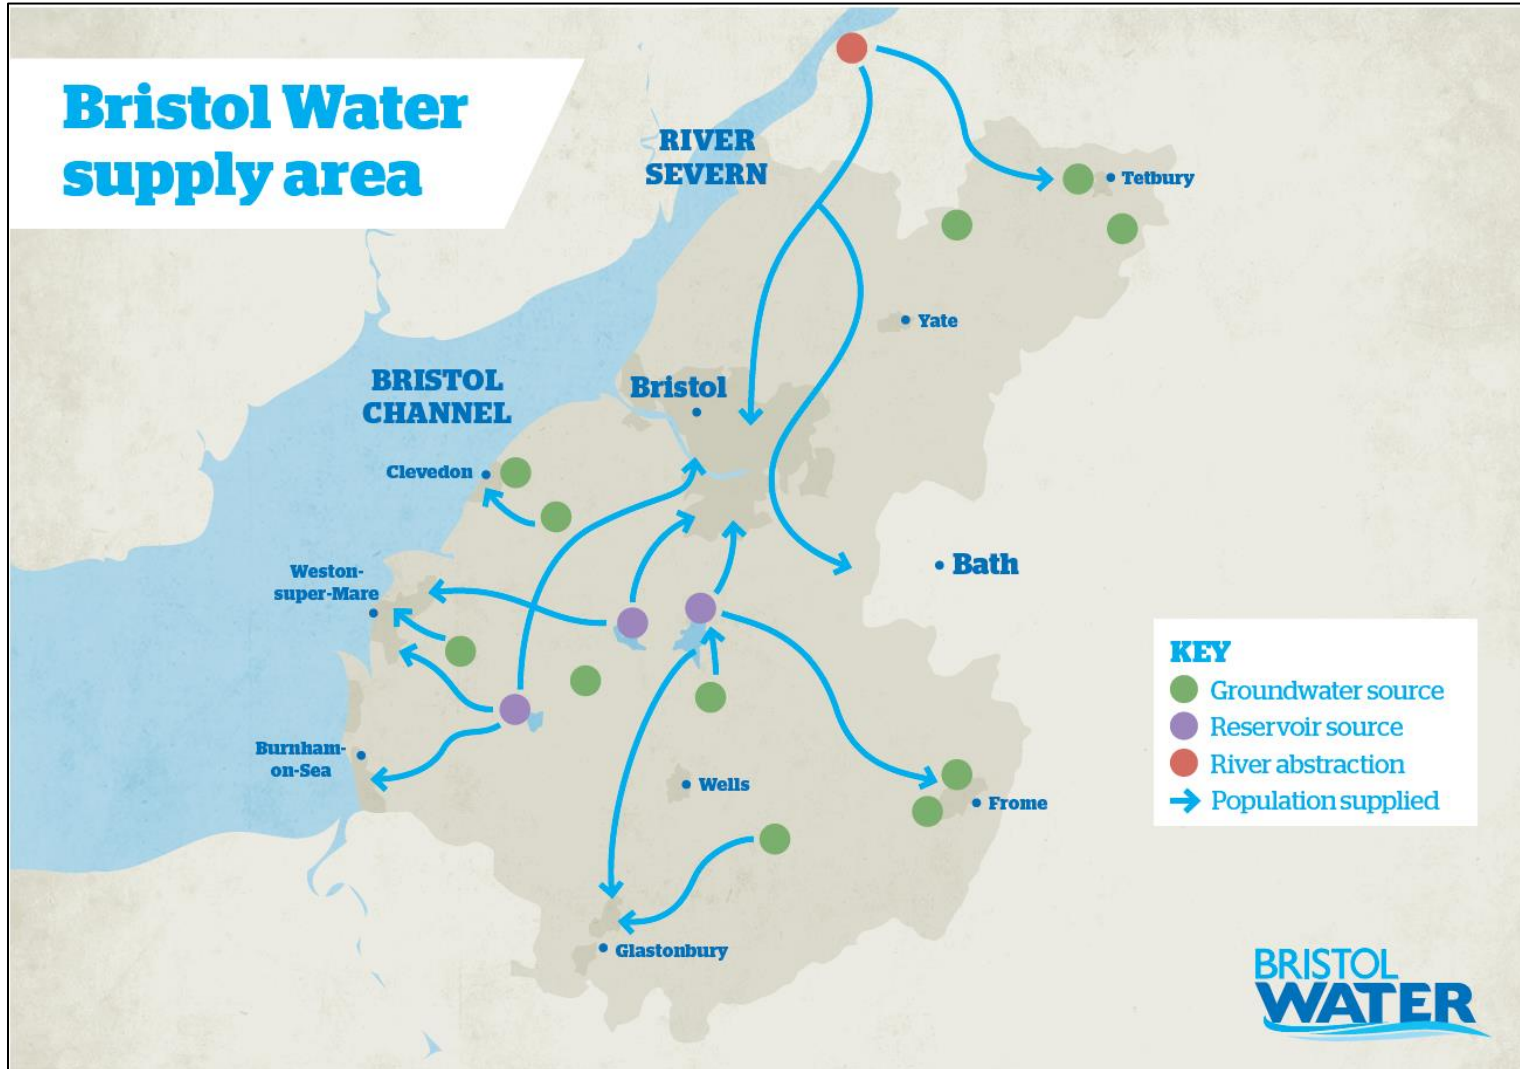 Bristol Water
supply area
RIVER
SEVERN
Tetbury
Yate
BRISTOL
CHANNEL
Bristol
Clevedon
Bath
Weston-
super-Mare
Burnham-
on-Sea
Wells
Frome
Glastonbury
KEY
Groundwater source
Reservoir source
River abstraction
Population supplied
BRISTOL
WATER